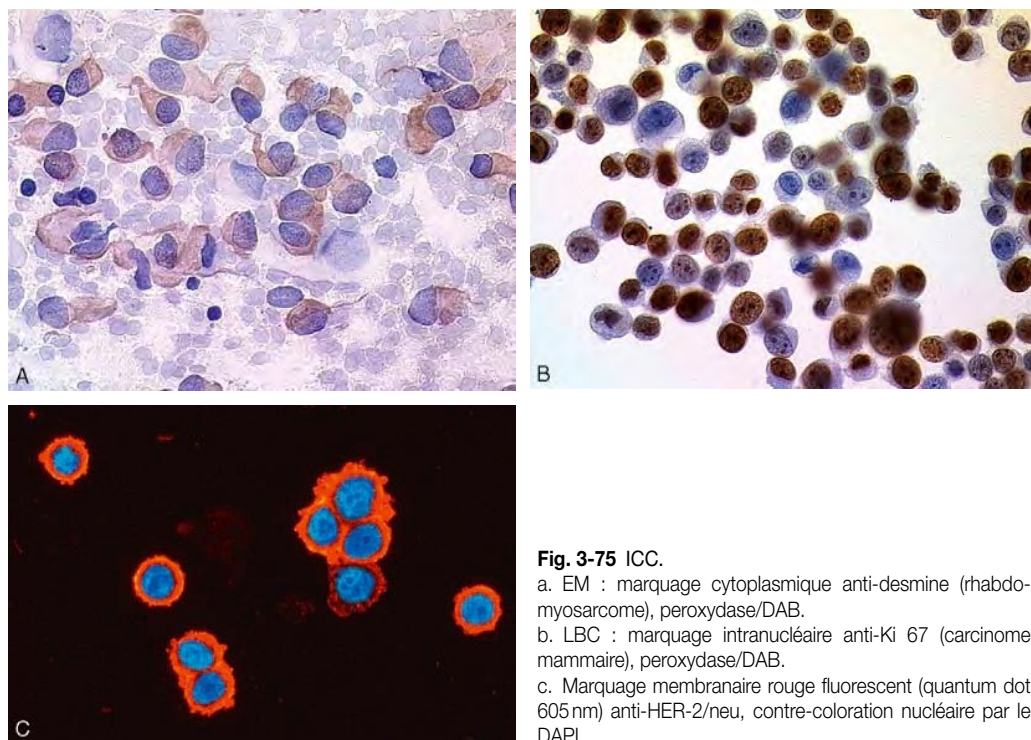 A
B
C
Fig. 3-75 ICC.
a. EM : marquage cytoplasmique anti-desmine (rhabdo-
myosarcome), peroxydase/DAB.
b. LBC : marquage intranucléaire anti-Ki 67 (carcinome
mammaire), peroxydase/DAB.
c. Marquage membranaire rouge fluorescent (quantum dot
605 nm) anti-HER-2/neu, contre-coloration nucléaire par le
DAPI